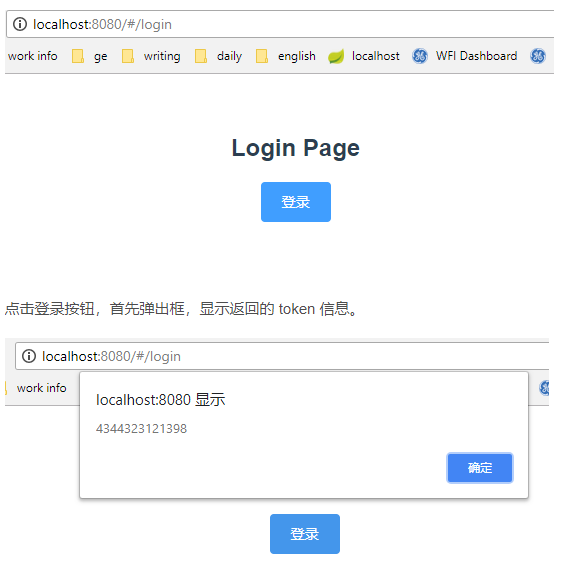 localhost:8080/#/login
work info ge writing daily english localhost WFI Dashboard
Login Page
登录
点击登录按钮，首先弹出框，显示返回的 token 信息。
localhost:8080/#/login
work info
localhost:8080 显示
4344323121398
确定
登录